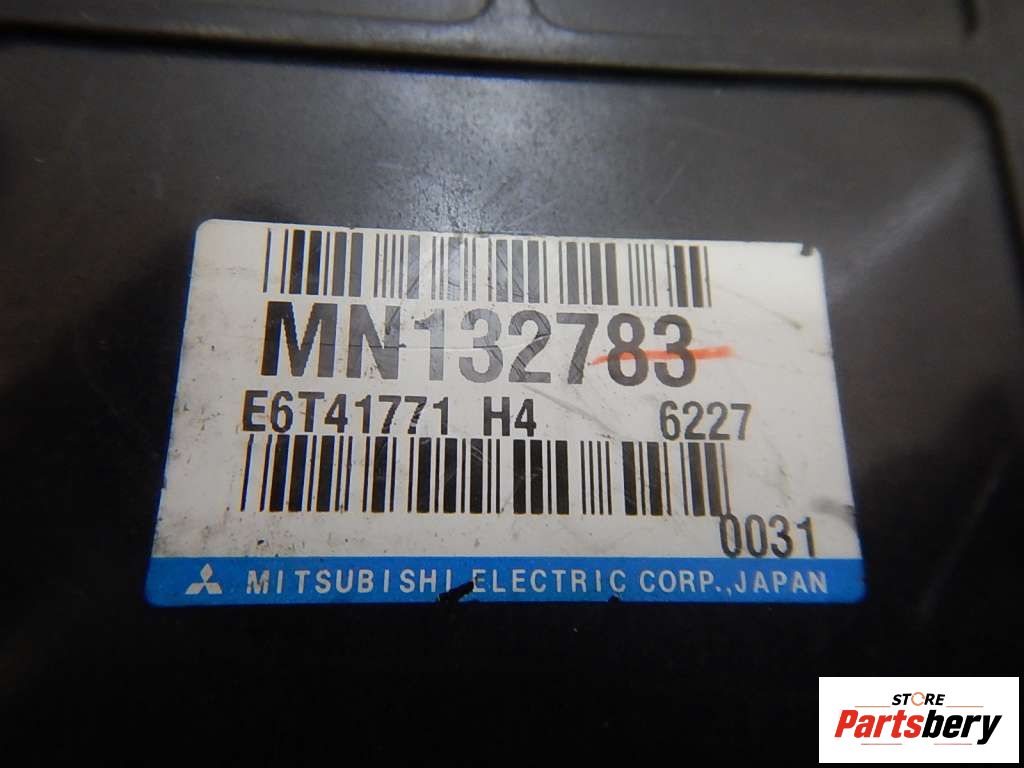 MN132783
E6T41771 H4 6227
0031
MITSUBISHI ELECTRIC CORP.,JAPAN
STORE
Partsbery